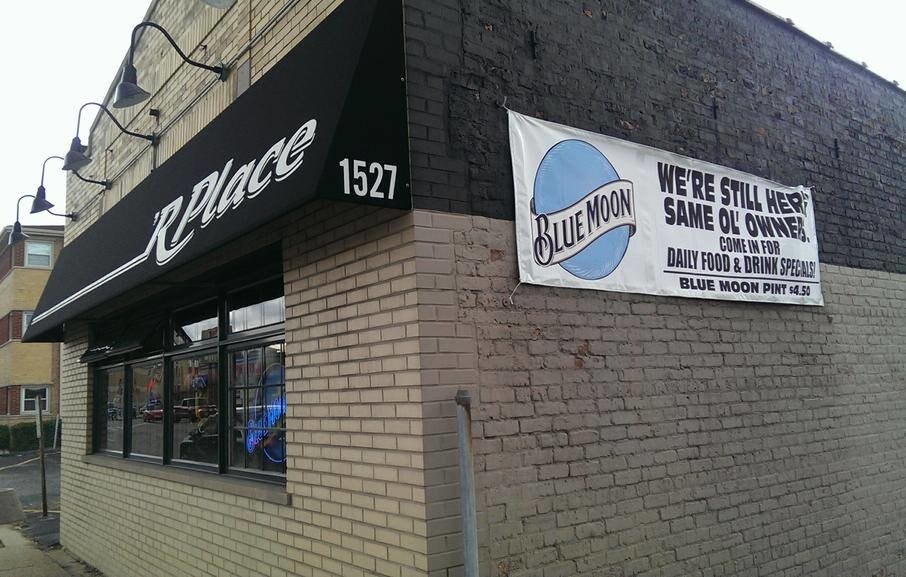 'R Place
1527
BLUE MOON
WE'RE STILL HERE
SAME OL' OWNER.
COME IN FOR
DAILY FOOD & DRINK SPECIALS!
BLUE MOON PINT $4.50